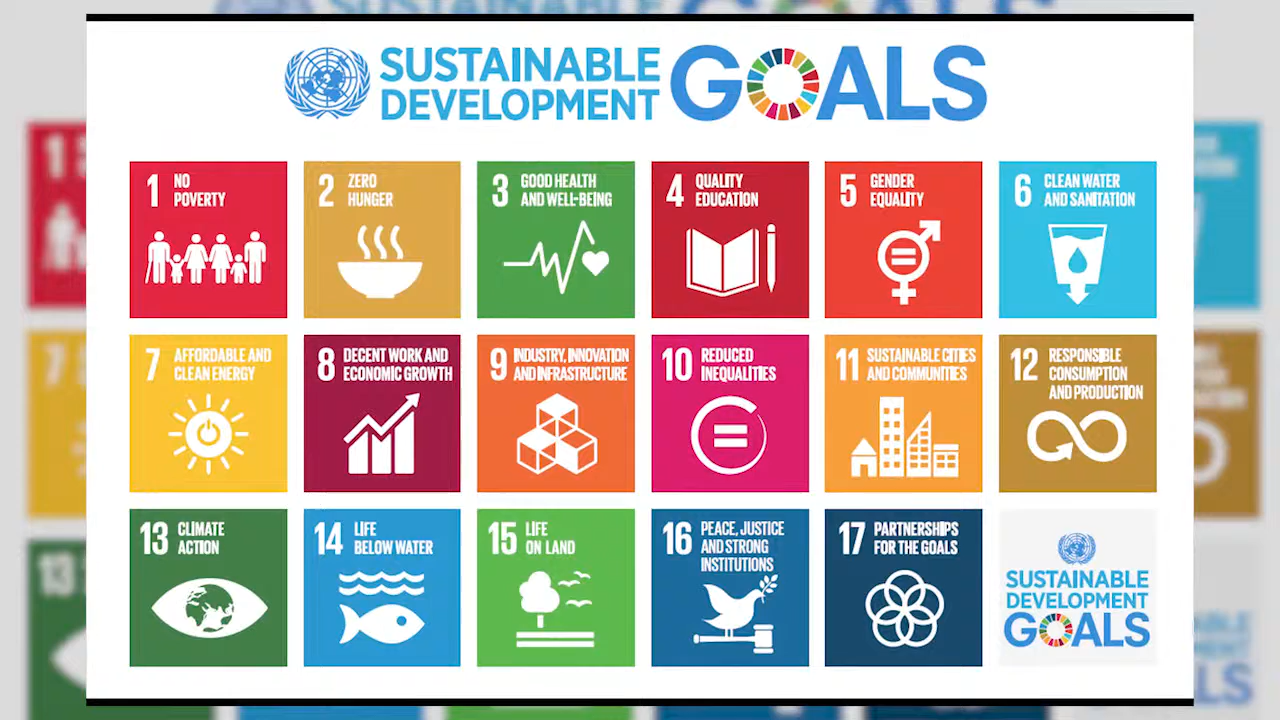 SUSTAINABLE
DEVELOPMENT
GOALS
1 NO
POVERTY
2 ZERO
HUNGER
3 GOOD HEALTH
AND WELL-BEING
4 QUALITY
EDUCATION
5 GENDER
EQUALITY
6 CLEAN WATER
AND SANITATION
7 AFFORDABLE AND
CLEAN ENERGY
8 DECENT WORK AND
ECONOMIC GROWTH
9 INDUSTRY, INNOVATION
AND INFRASTRUCTURE
10 REDUCED
INEQUALITIES
11 SUSTAINABLE CITIES
AND COMMUNITIES
12 RESPONSIBLE
CONSUMPTION
AND PRODUCTION
13 CLIMATE
ACTION
14 LIFE
BELOW WATER
15 LIFE
ON LAND
16 PEACE, JUSTICE
AND STRONG
INSTITUTIONS
17 PARTNERSHIPS
FOR THE GOALS
SUSTAINABLE
DEVELOPMENT
GOALS